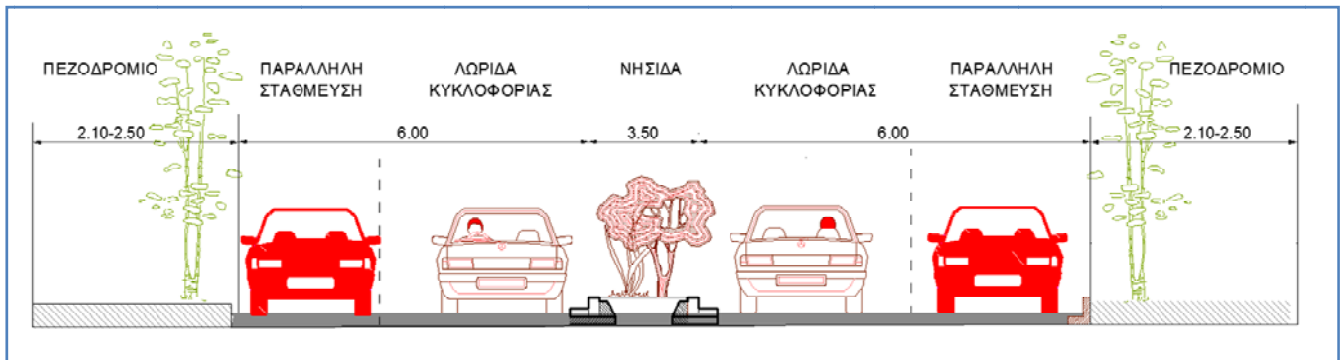 ΠΕΖΟΔΡΟΜΙΟ
ΠΑΡΑΛΛΗΛΗ
ΣΤΑΘΜΕΥΣΗ
ΛΩΡΙΔΑ
ΚΥΚΛΟΦΟΡΙΑΣ
ΝΗΣΙΔΑ
ΛΩΡΙΔΑ
ΚΥΚΛΟΦΟΡΙΑΣ
ΠΑΡΑΛΛΗΛΗ
ΣΤΑΘΜΕΥΣΗ
ΠΕΖΟΔΡΟΜΙΟ
2.10-2.50
6.00
3.50
6.00
2.10-2.50